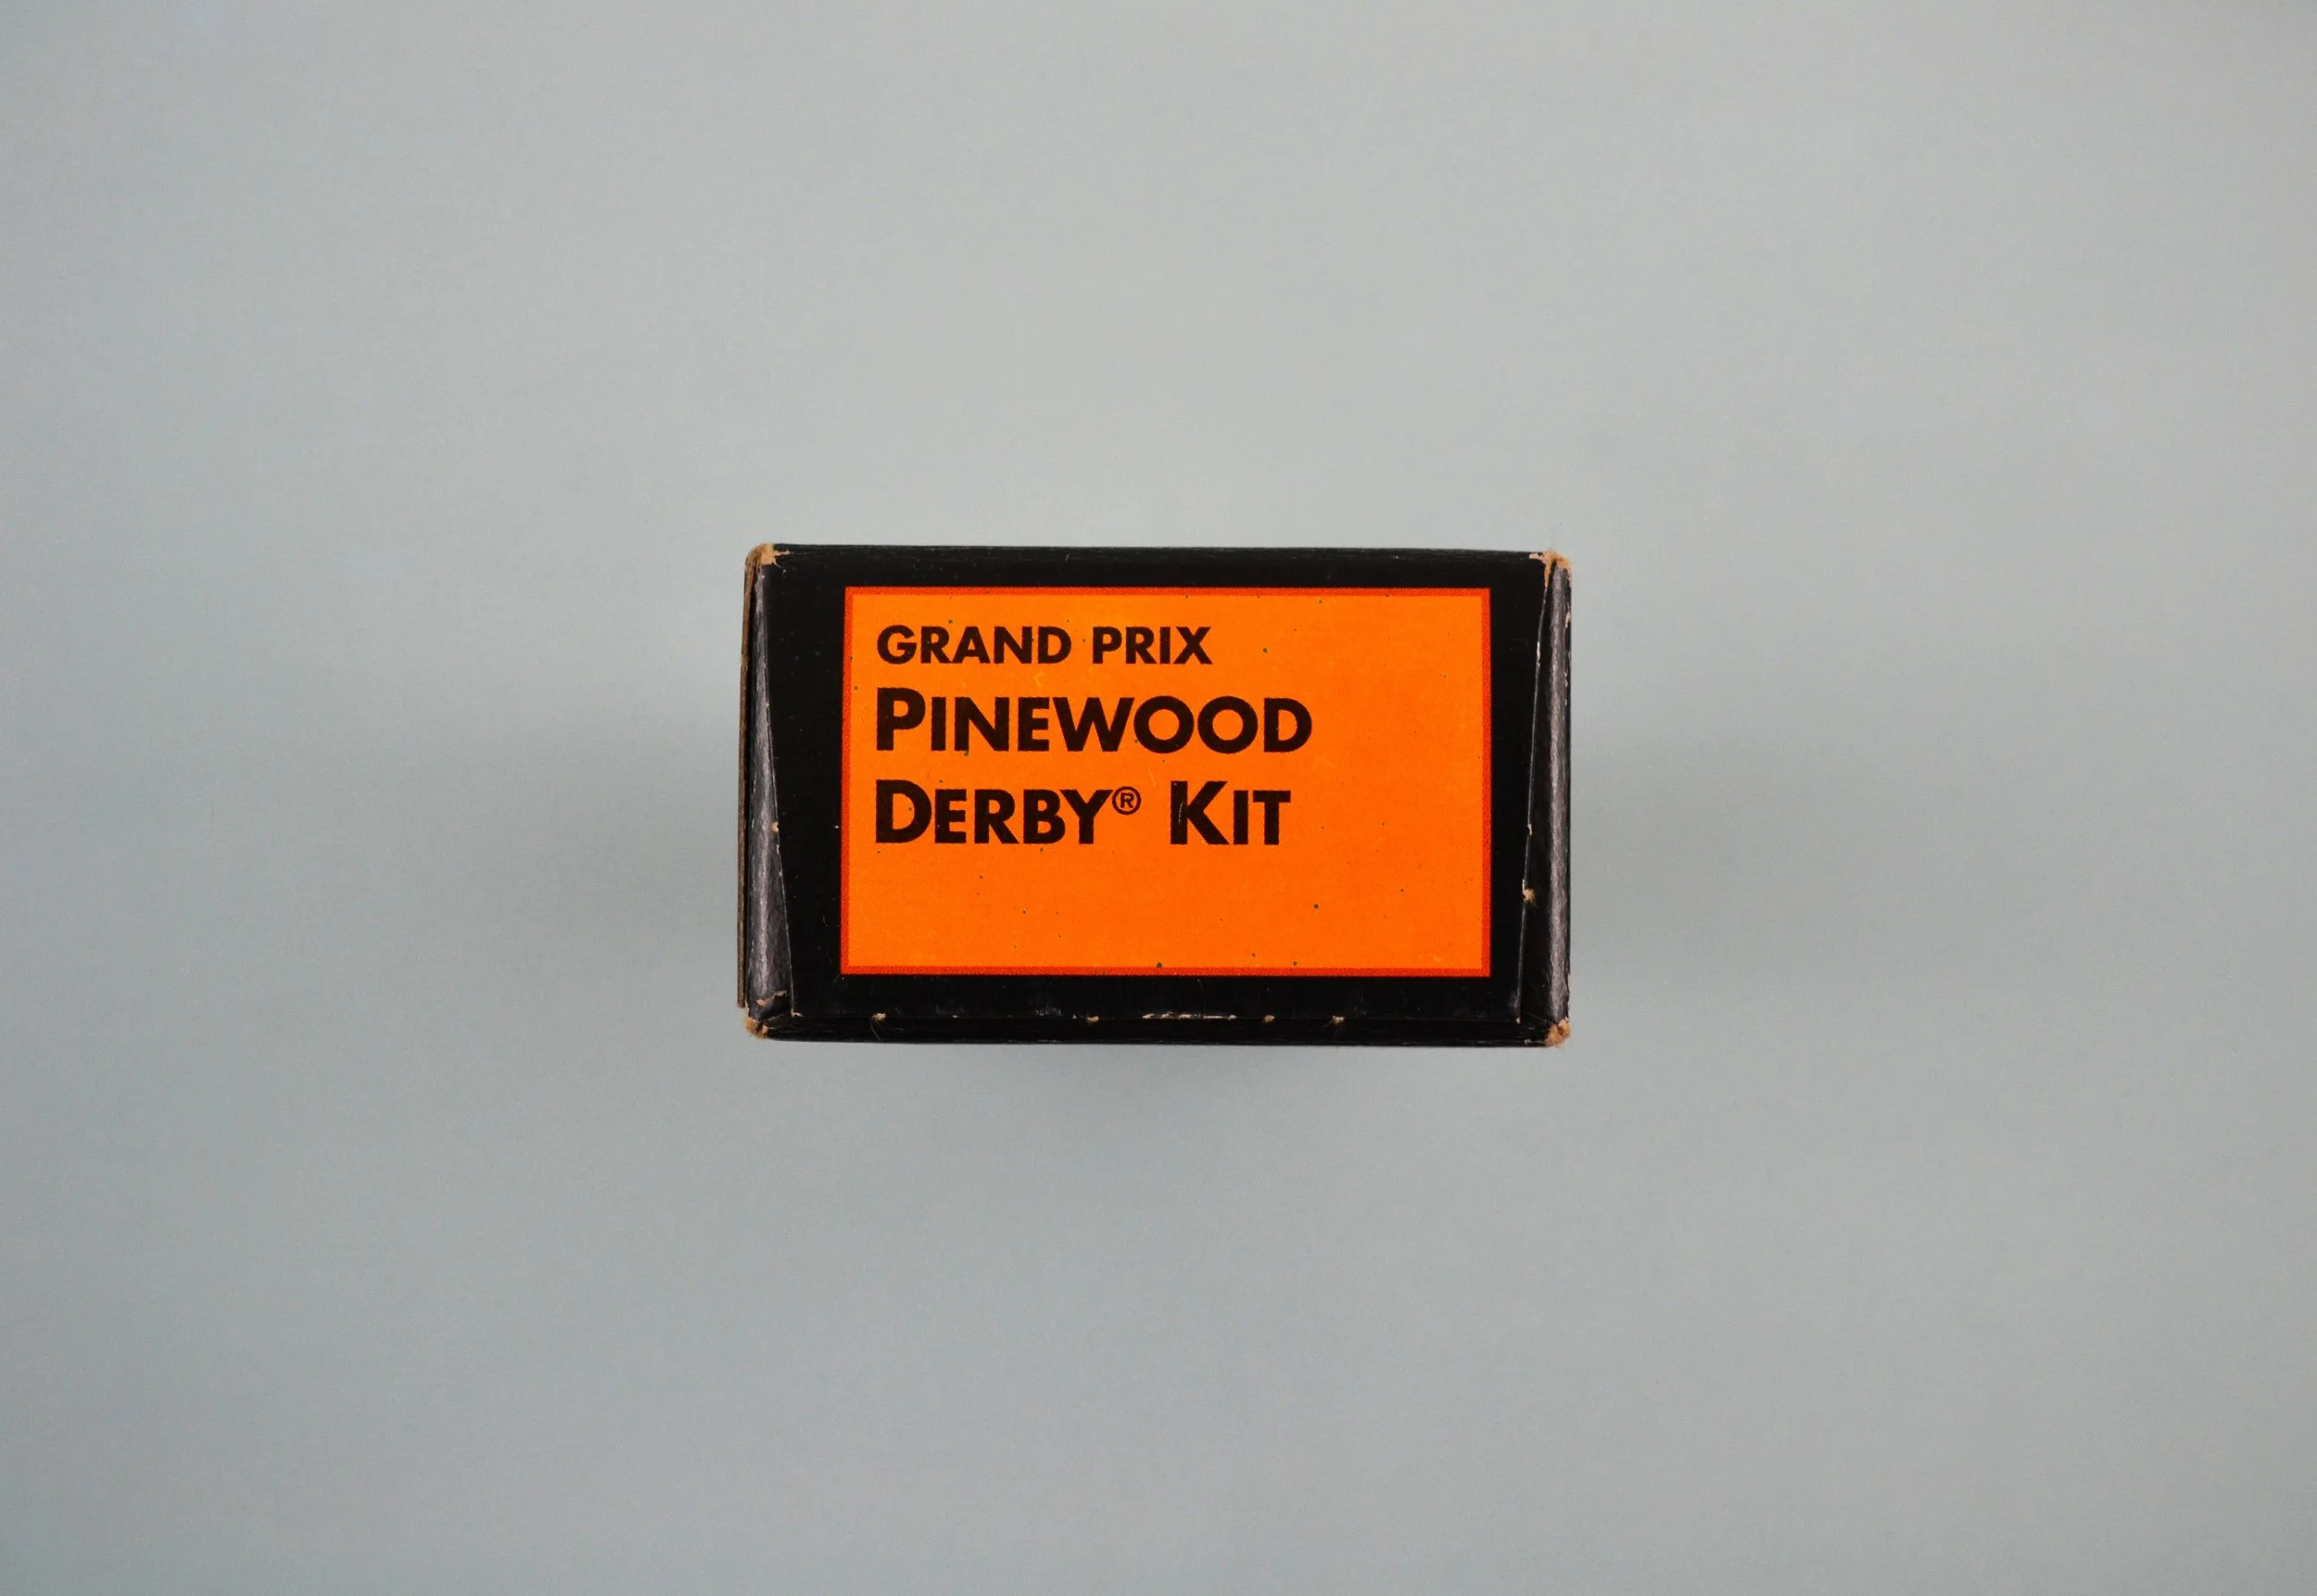 GRAND PRIX
PINEWOOD
DERBY® KIT